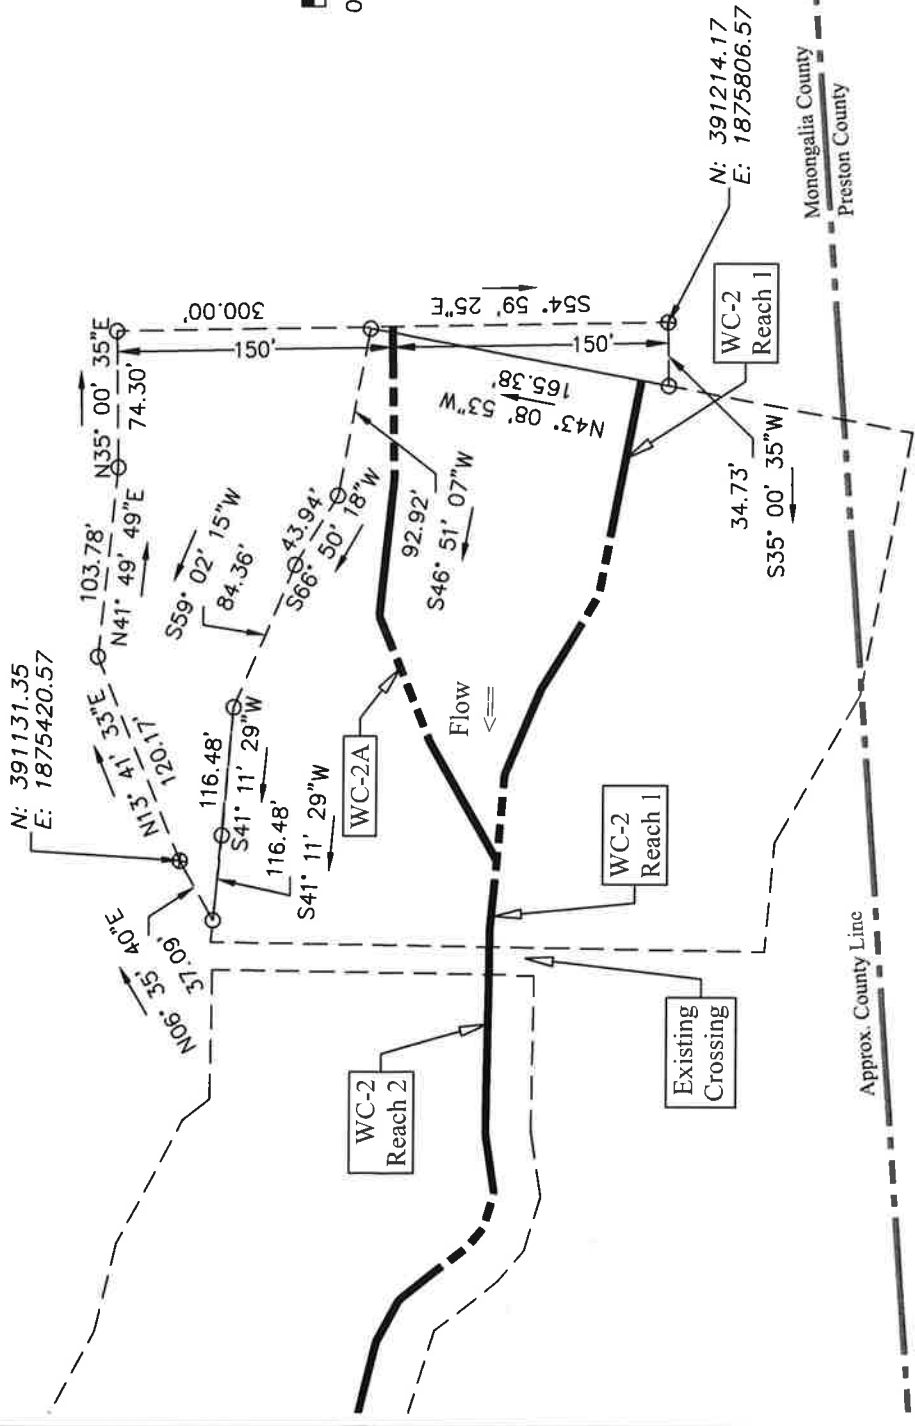 0
N: 391131.35
E: 1875420.57
N06° 35' 40"E
37.09'
N13° 41' 33"E
120.17'
103.78'
N41° 49' 49"E
N35° 00' 35"E
74.30'
300.00'
S54° 59' 25"E
150'
150'
N: 391214.17
E: 1875806.57
34.73'
S35° 00' 35"W
N43° 08' 53"W
165.38'
92.92'
S46° 51' 07"W
43.94'
S66° 50' 18"W
S59° 02' 15"W
84.36'
116.48'
S41° 11' 29"W
116.48'
S41° 11' 29"W
WC-2A
Flow
<==
WC-2
Reach 1
WC-2
Reach 1
WC-2
Reach 2
Existing
Crossing
Monongalia County
Preston County
Approx. County Line